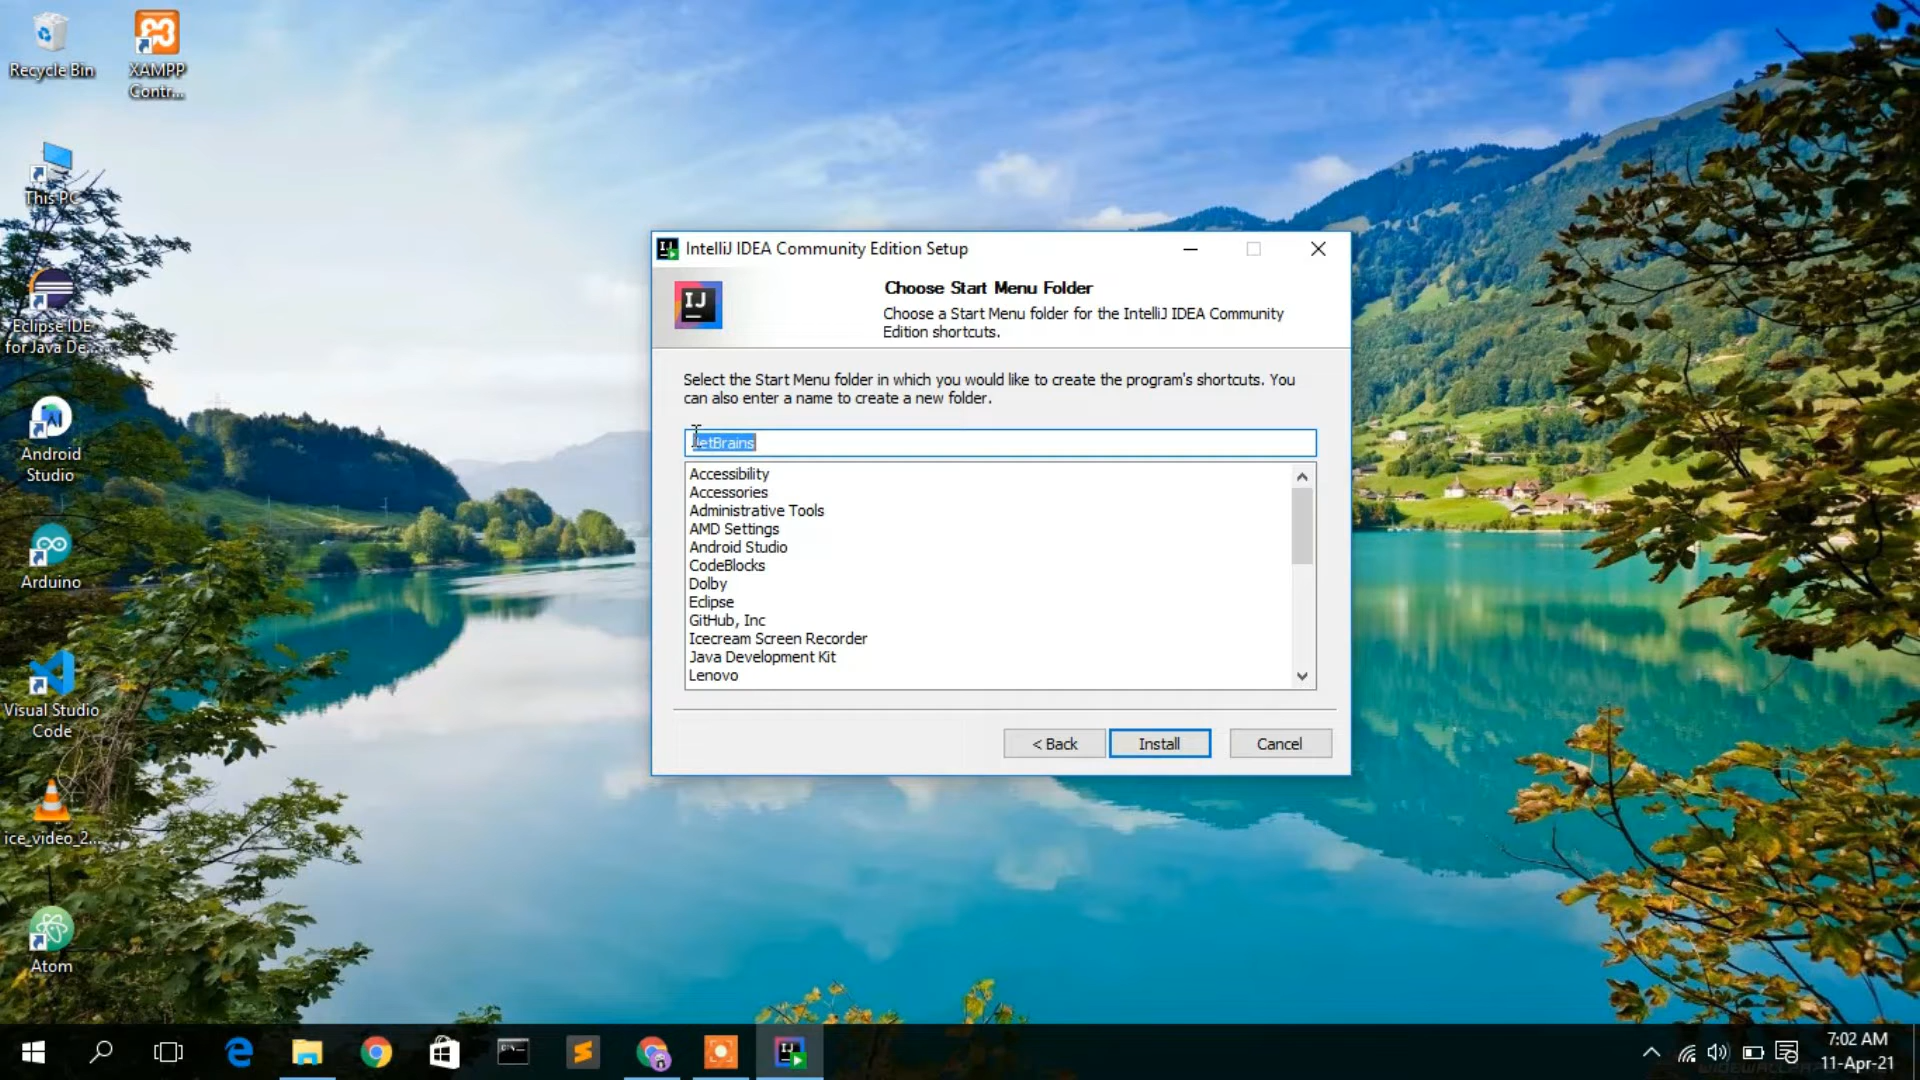 Recycle Bin
XAMPP
Contr...
This PC
Eclipse IDE
for Java De...
Android
Studio
Arduino
Visual Studio
Code
ice_video_2...
Atom
IntelliJ IDEA Community Edition Setup
IJ
Choose Start Menu Folder
Choose a Start Menu folder for the IntelliJ IDEA Community
Edition shortcuts.
Select the Start Menu folder in which you would like to create the program's shortcuts. You
can also enter a name to create a new folder.
JetBrains
Accessibility
Accessories
Administrative Tools
AMD Settings
Android Studio
CodeBlocks
Dolby
Eclipse
GitHub, Inc
Icecream Screen Recorder
Java Development Kit
Lenovo
< Back
Install
Cancel
7:02 AM
11-Apr-21